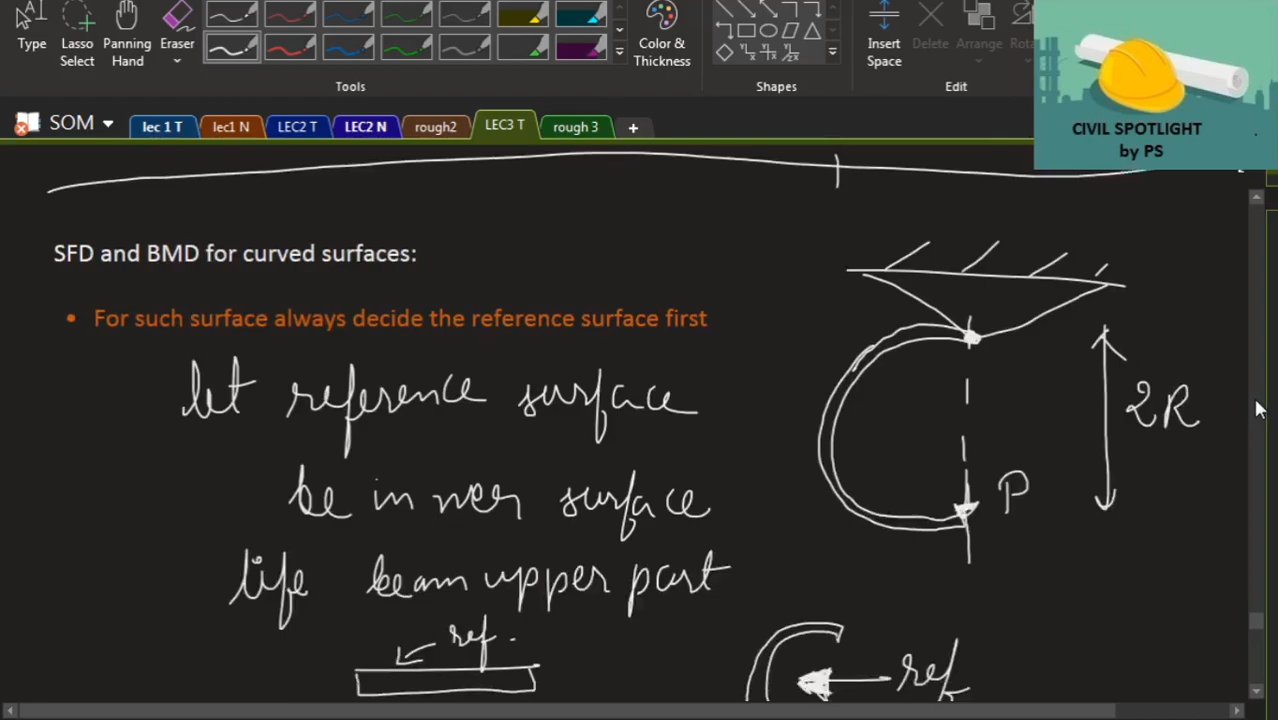 Type
Lasso Select
Panning Hand
Eraser
Color & Thickness
Insert Space
Delete
Arrange
Rota
Tools
Shapes
Edit
CIVIL SPOTLIGHT
by PS
SOM
lec 1 T
lec1 N
LEC2 T
LEC2 N
rough2
LEC3 T
rough 3
SFD and BMD for curved surfaces:
• For such surface always decide the reference surface first
let reference surface
be inner surface
life beam upper part
ref.
2R
P
ref